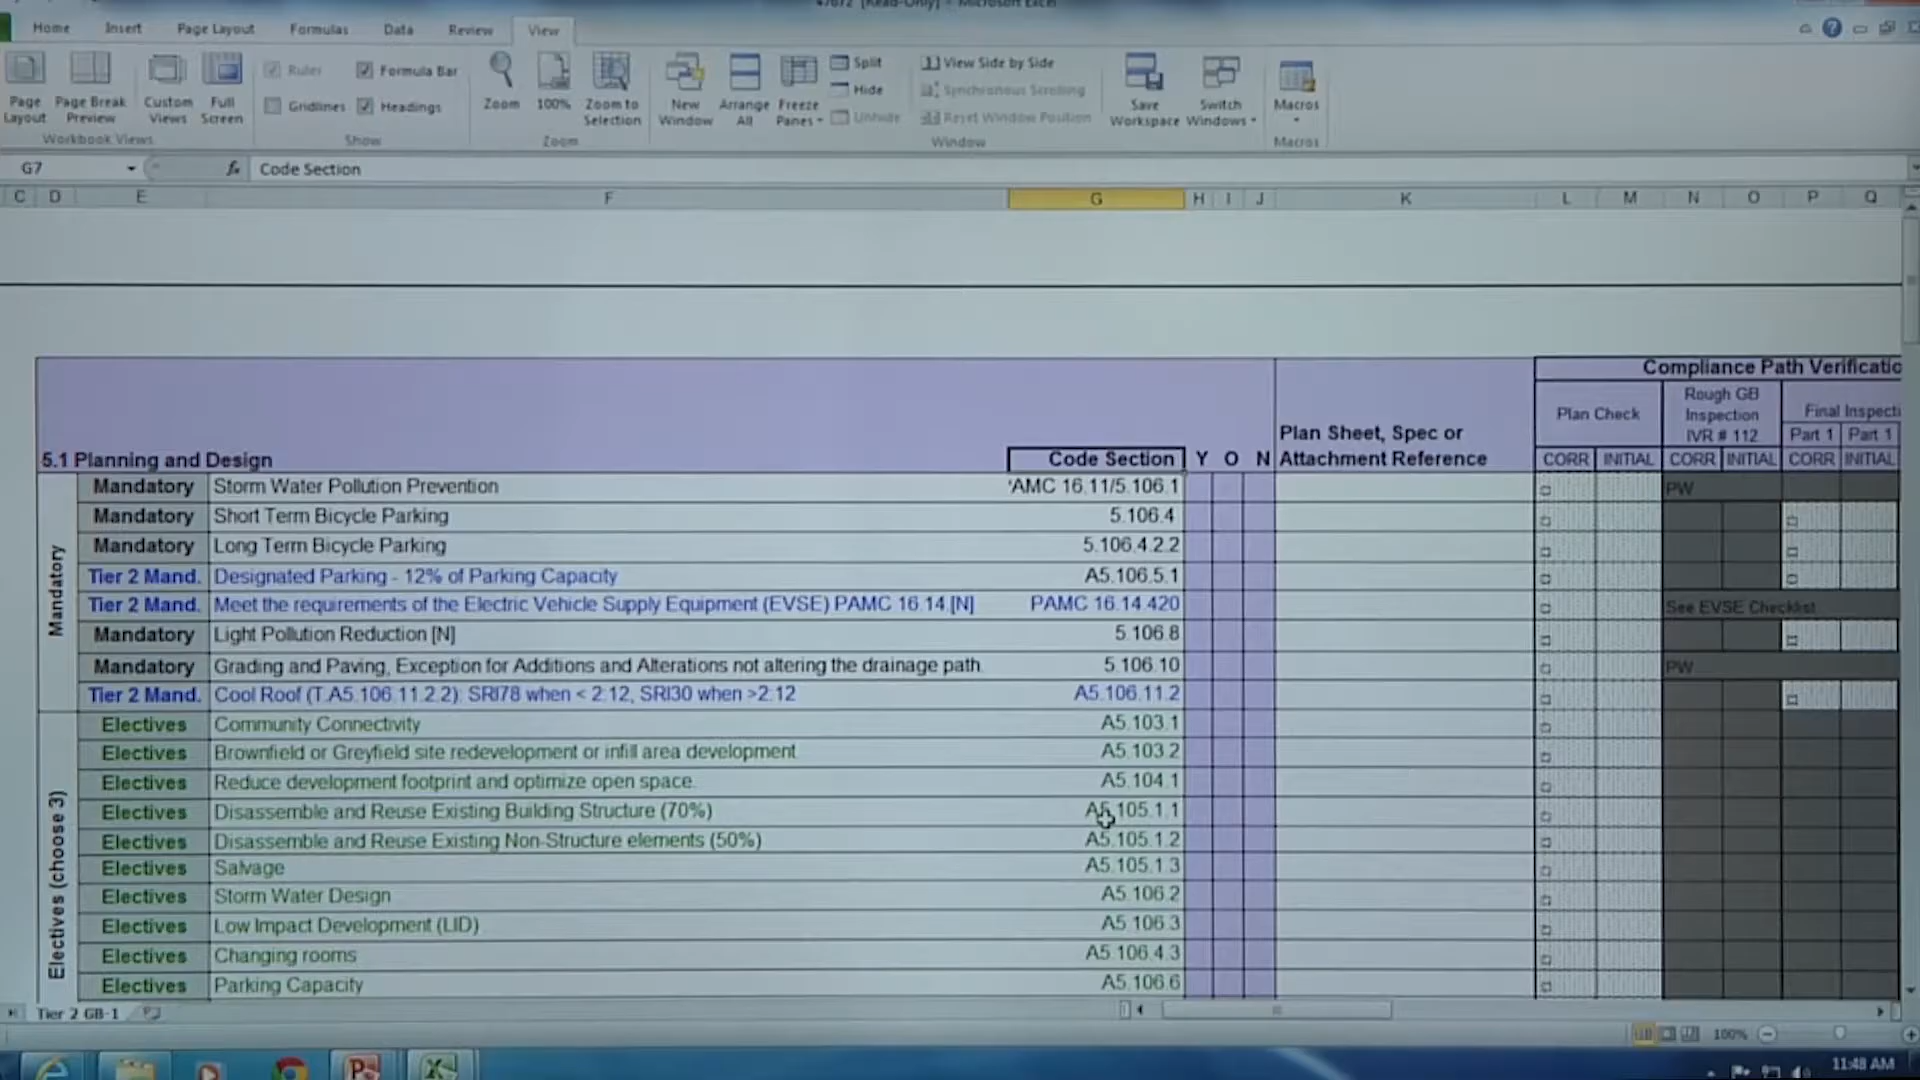 47672 [Read-Only] - Microsoft Excel
Home Insert Page Layout Formulas Data Review View
Page Layout
Page Break Preview
Custom Views
Full Screen
Workbook Views
Ruler
Formula Bar
Gridlines
Headings
Show
Zoom
100%
Zoom to Selection
Zoom
New Window
Arrange All
Freeze Panes
Split
Hide
Unhide
View Side by Side
Synchronous Scrolling
Reset Window Position
Window
Save Workspace
Switch Windows
Macros
Macros
G7 fx Code Section
C D E F G H I J K L M N O P Q
Compliance Path Verificatio
Plan Check
Rough GB Inspection IVR # 112
Final Inspecti
Part 1 Part 1
5.1 Planning and Design Code Section Y O N Plan Sheet, Spec or Attachment Reference CORR INITIAL CORR INITIAL CORR INITIAL
Mandatory
Mandatory Storm Water Pollution Prevention 'AMC 16.11/5.106.1 PW
Mandatory Short Term Bicycle Parking 5.106.4
Mandatory Long Term Bicycle Parking 5.106.4.2.2
Tier 2 Mand. Designated Parking - 12% of Parking Capacity A5.106.5.1
Tier 2 Mand. Meet the requirements of the Electric Vehicle Supply Equipment (EVSE) PAMC 16.14.[N] PAMC 16.14.420 See EVSE Checklist
Mandatory Light Pollution Reduction [N] 5.106.8
Mandatory Grading and Paving, Exception for Additions and Alterations not altering the drainage path. 5.106.10 PW
Tier 2 Mand. Cool Roof (T.A5.106.11.2.2): SRI78 when < 2:12, SRI30 when >2:12 A5.106.11.2
Electives (choose 3)
Electives Community Connectivity A5.103.1
Electives Brownfield or Greyfield site redevelopment or infill area development A5.103.2
Electives Reduce development footprint and optimize open space. A5.104.1
Electives Disassemble and Reuse Existing Building Structure (70%) A5.105.1.1
Electives Disassemble and Reuse Existing Non-Structure elements (50%) A5.105.1.2
Electives Salvage A5.105.1.3
Electives Storm Water Design A5.106.2
Electives Low Impact Development (LID) A5.106.3
Electives Changing rooms A5.106.4.3
Electives Parking Capacity A5.106.6
Tier 2 GB-1
100%
11:48 AM